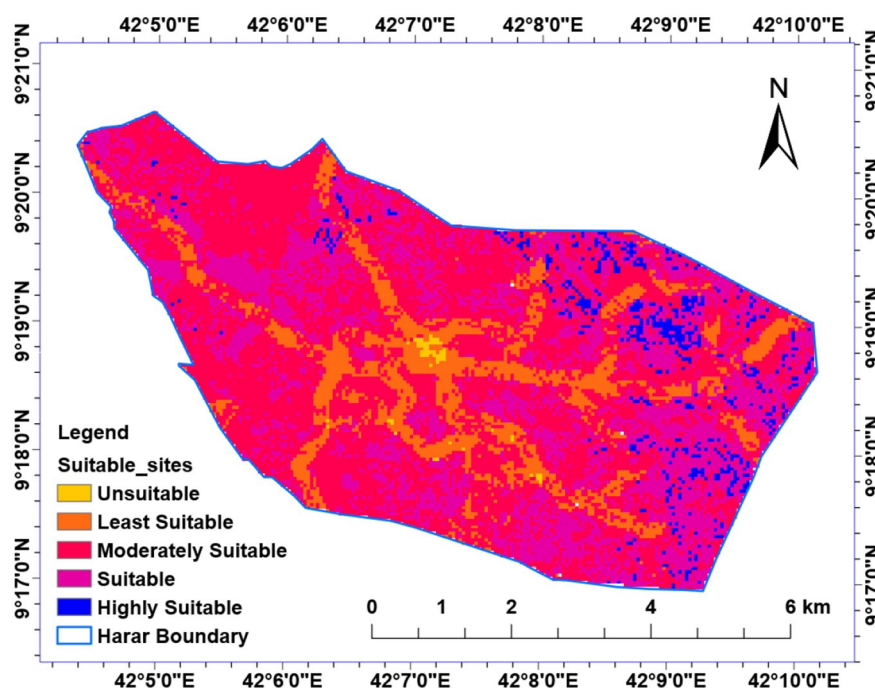 42°5'0"E 42°6'0"E 42°7'0"E 42°8'0"E 42°9'0"E 42°10'0"E
9°21'0"N
9°20'0"N
9°19'0"N
9°18'0"N
9°17'0"N
N
9°21'0"N
9°20'0"N
9°19'0"N
9°18'0"N
9°17'0"N
Legend
Suitable_sites
Unsuitable
Least Suitable
Moderately Suitable
Suitable
Highly Suitable
Harar Boundary
0 1 2 4 6 km
42°5'0"E 42°6'0"E 42°7'0"E 42°8'0"E 42°9'0"E 42°10'0"E